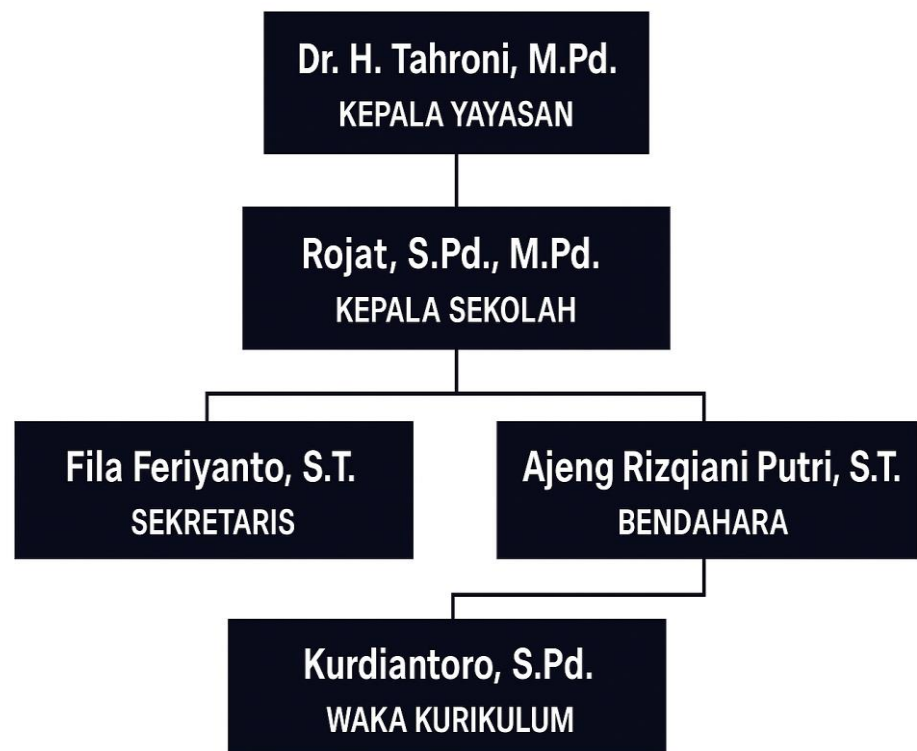 Dr. H. Tahroni, M.Pd.
KEPALA YAYASAN
Rojat, S.Pd., M.Pd.
KEPALA SEKOLAH
Fila Feriyanto, S.T.
SEKRETARIS
Ajeng Rizqiani Putri, S.T.
BENDAHARA
Kurdiantoro, S.Pd.
WAKA KURIKULUM